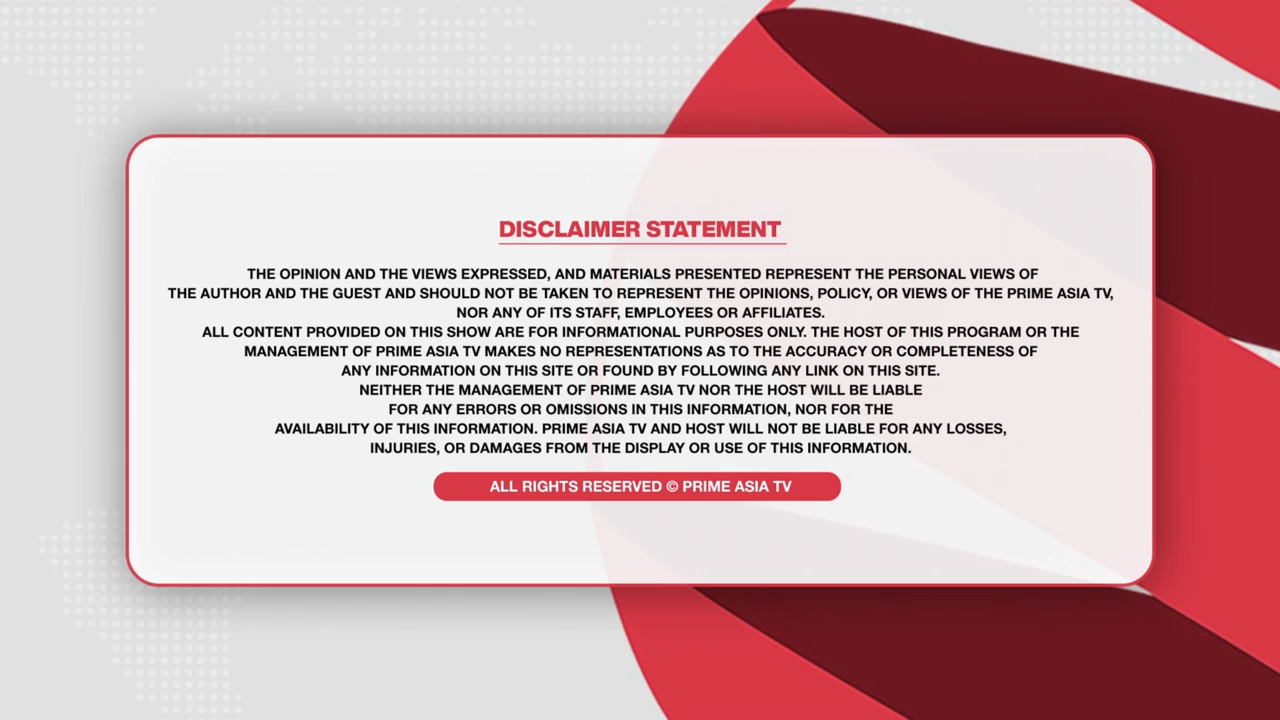 DISCLAIMER STATEMENT
THE OPINION AND THE VIEWS EXPRESSED, AND MATERIALS PRESENTED REPRESENT THE PERSONAL VIEWS OF
THE AUTHOR AND THE GUEST AND SHOULD NOT BE TAKEN TO REPRESENT THE OPINIONS, POLICY, OR VIEWS OF THE PRIME ASIA TV,
NOR ANY OF ITS STAFF, EMPLOYEES OR AFFILIATES.
ALL CONTENT PROVIDED ON THIS SHOW ARE FOR INFORMATIONAL PURPOSES ONLY. THE HOST OF THIS PROGRAM OR THE
MANAGEMENT OF PRIME ASIA TV MAKES NO REPRESENTATIONS AS TO THE ACCURACY OR COMPLETENESS OF
ANY INFORMATION ON THIS SITE OR FOUND BY FOLLOWING ANY LINK ON THIS SITE.
NEITHER THE MANAGEMENT OF PRIME ASIA TV NOR THE HOST WILL BE LIABLE
FOR ANY ERRORS OR OMISSIONS IN THIS INFORMATION, NOR FOR THE
AVAILABILITY OF THIS INFORMATION. PRIME ASIA TV AND HOST WILL NOT BE LIABLE FOR ANY LOSSES,
INJURIES, OR DAMAGES FROM THE DISPLAY OR USE OF THIS INFORMATION.
ALL RIGHTS RESERVED © PRIME ASIA TV